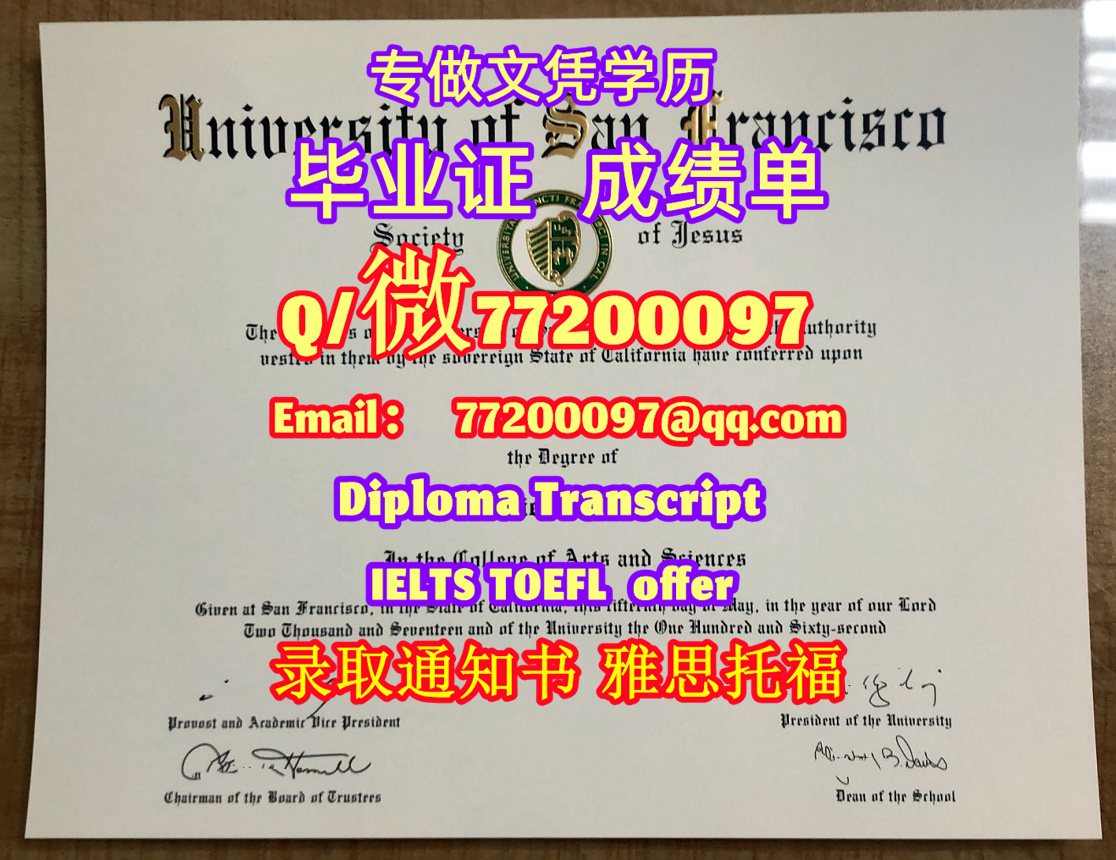 专做文凭学历
University of San Francisco
毕业证 成绩单
Society of Jesus
Q/微77200097
The authority
vested in them by the sovereign State of California have conferred upon
Email： 77200097@qq.com
the Degree of
Diploma Transcript
In the College of Arts and Sciences
IELTS TOEFL offer
Given at San Francisco, in the State of California, this fifteenth day of May, in the year of our Lord
Two Thousand and Seventeen and of the University the One Hundred and Sixty-second
录取通知书 雅思托福
Provost and Academic Vice President President of the University
Chairman of the Board of Trustees Dean of the School